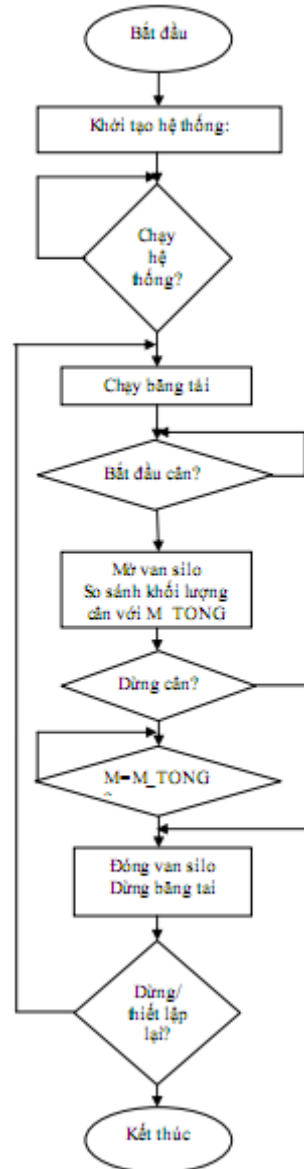 Bắt đầu
Khởi tạo hệ thống:
Chạy
hệ
thống?
Chạy băng tải
Bắt đầu cân?
Mở van silo
So sánh khối lượng
cân với M_TONG
Dừng cân?
M=M_TONG
Đóng van silo
Dừng băng tai
Dừng/
thiết lập
lại?
Kết thúc